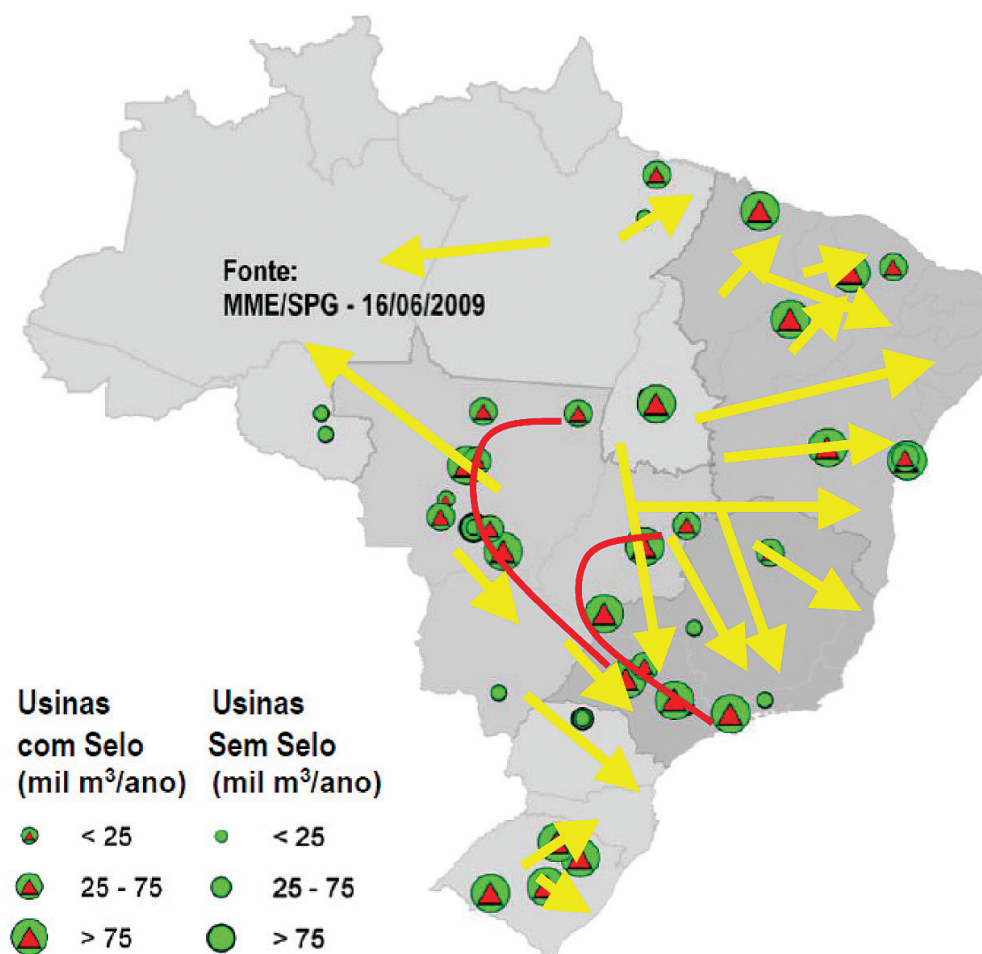 Fonte:
MME/SPG - 16/06/2009
Usinas
com Selo
(mil m³/ano)
< 25
25 - 75
> 75
Usinas
Sem Selo
(mil m³/ano)
< 25
25 - 75
> 75